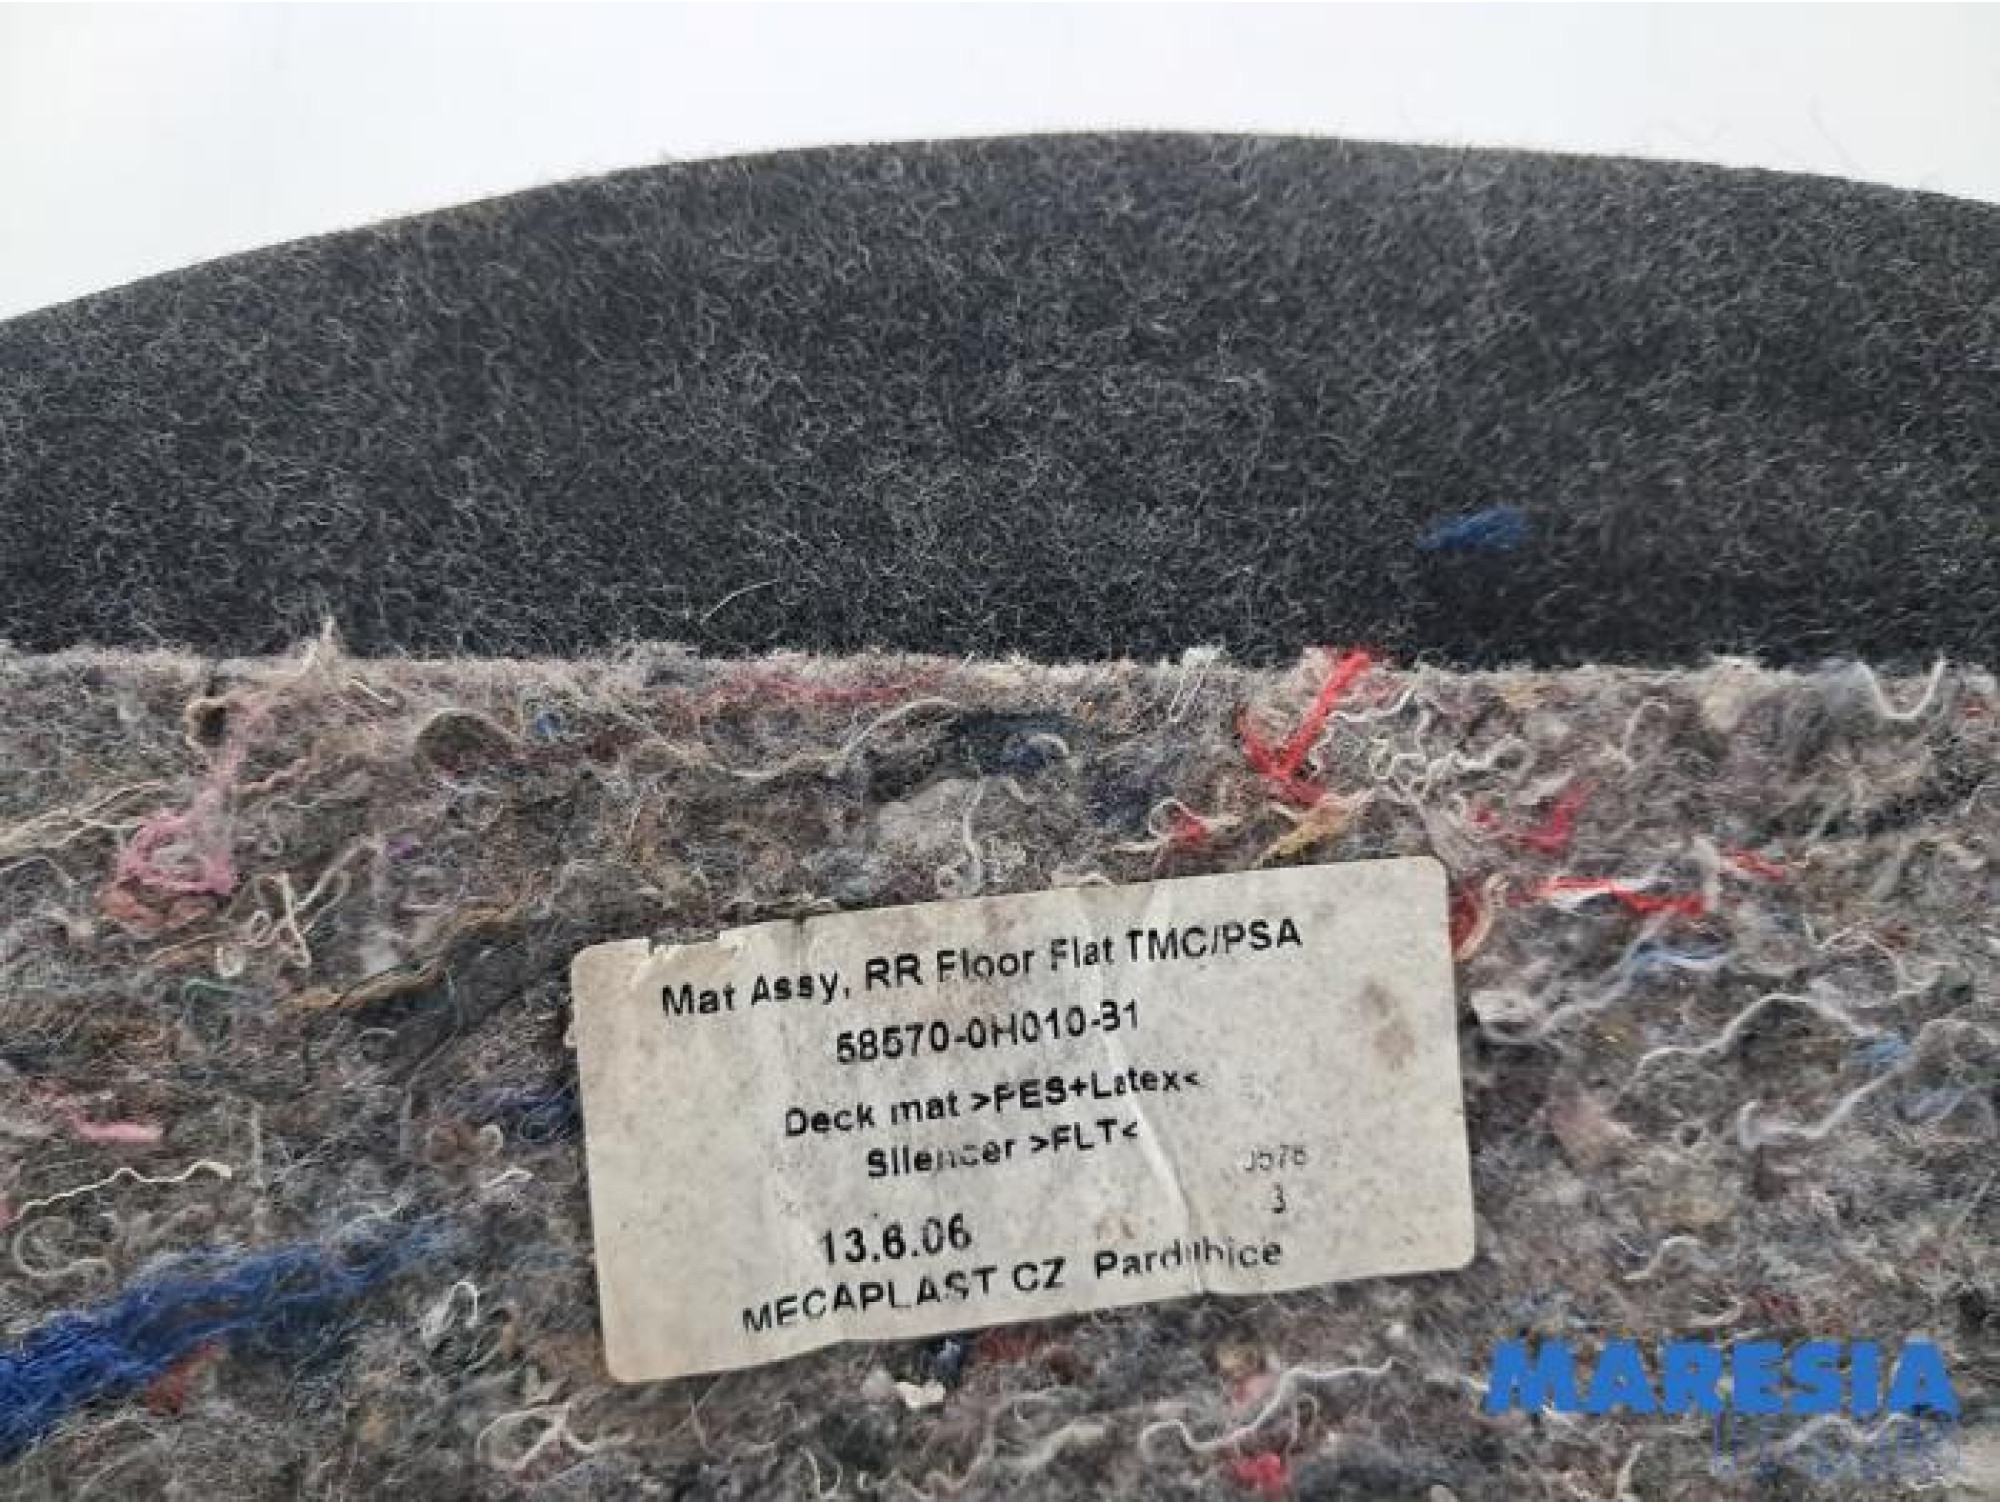 Mat Assy, RR Floor Flat TMC/PSA
58570-0H010-B1
Deck mat >PES+Latex<
Silencer >FLT<
3
13.6.06
MECAPLAST CZ Pardubice
MARESIA